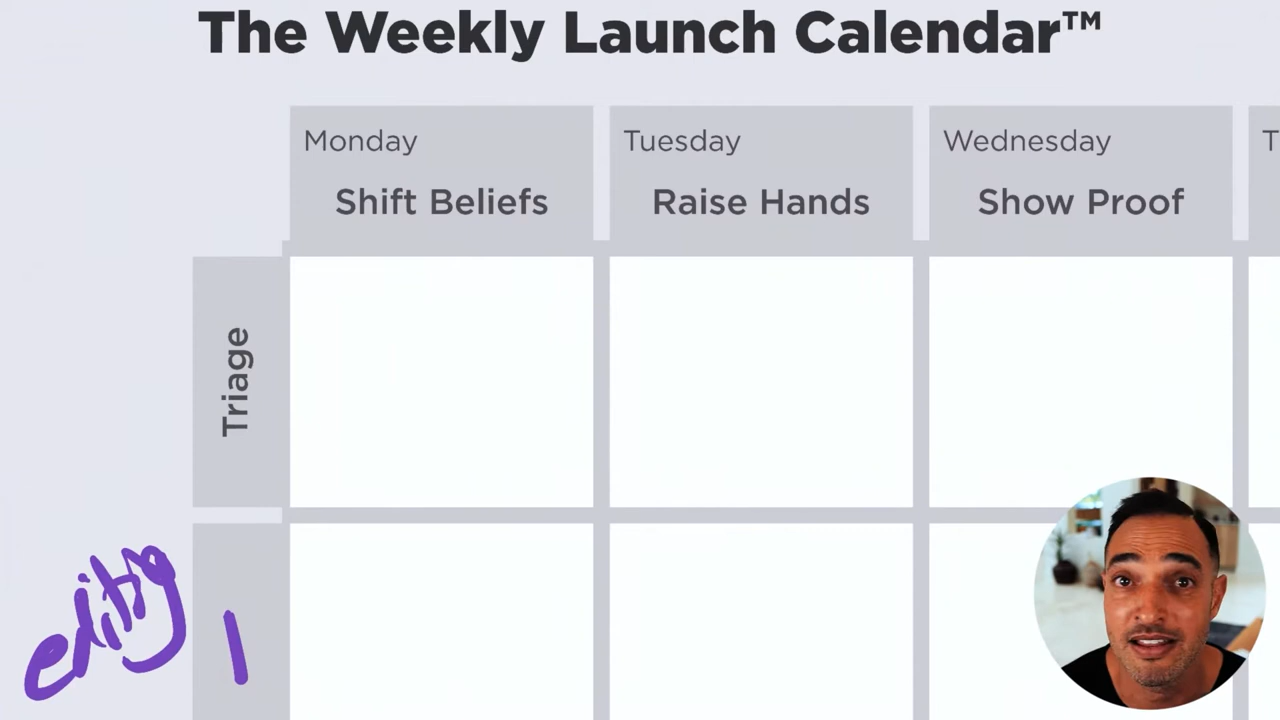 The Weekly Launch Calendar™
Monday
Shift Beliefs
Tuesday
Raise Hands
Wednesday
Show Proof
T
Triage
1